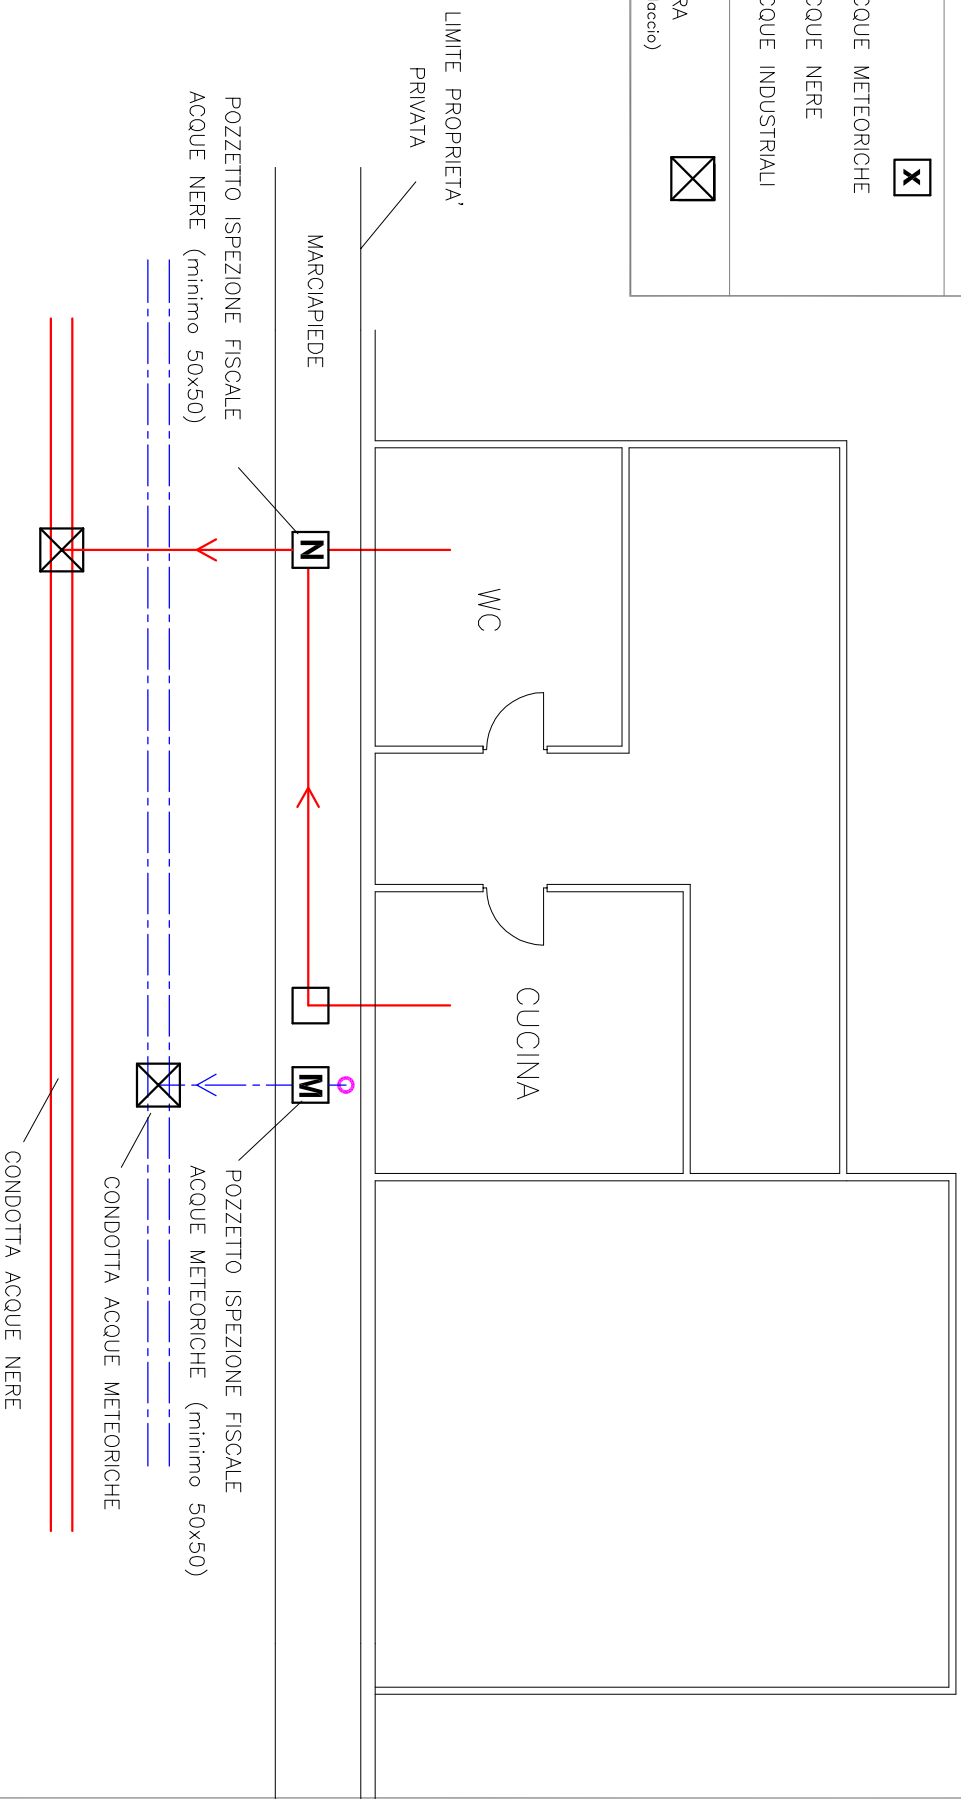 CQUE METEORICHE
X
CQUE NERE
CQUE INDUSTRIALI
RA
accio)
LIMITE PROPRIETA'
PRIVATA
MARCIAPIEDE
POZZETTO ISPEZIONE FISCALE
ACQUE NERE (minimo 50x50)
N
WC
CUCINA
M
POZZETTO ISPEZIONE FISCALE
ACQUE METEORICHE (minimo 50x50)
CONDOTTA ACQUE METEORICHE
CONDOTTA ACQUE NERE